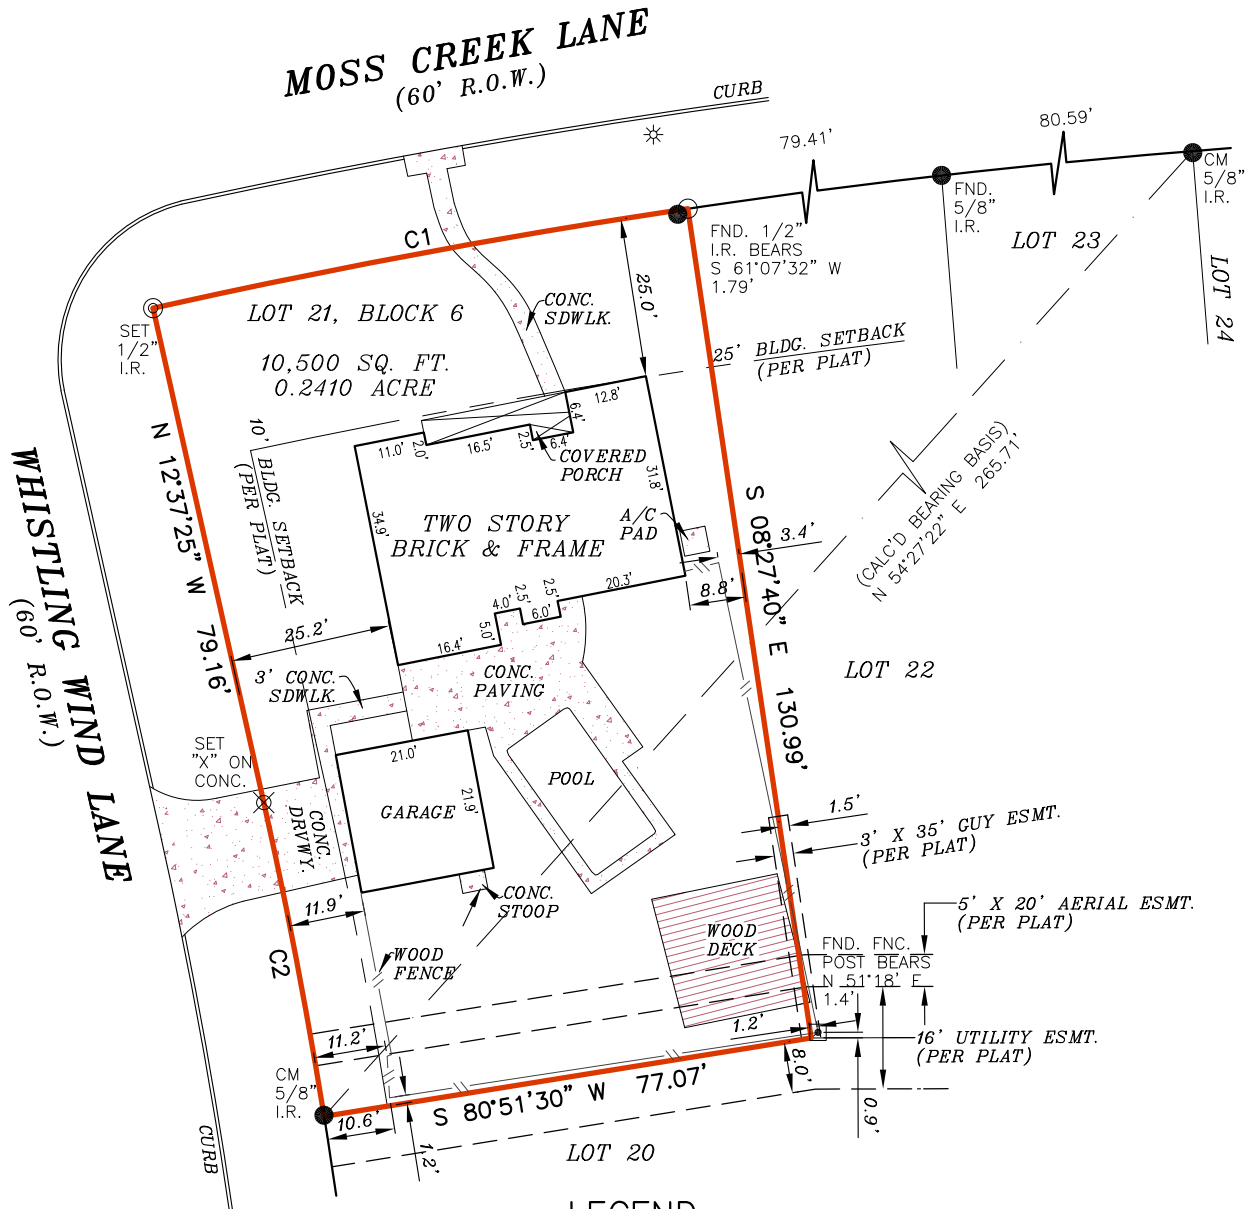 MOSS CREEK LANE
(60' R.O.W.)
CURB
79.41'
80.59'
CM
5/8"
I.R.
FND.
5/8"
I.R.
LOT 23
LOT 24
FND. 1/2"
I.R. BEARS
S 61°07'32" W
1.79'
C1
SET
1/2"
I.R.
LOT 21, BLOCK 6
10,500 SQ. FT.
0.2410 ACRE
CONC.
SDWLK.
25.0'
25' BLDG. SETBACK
(PER PLAT)
10' BLDG. SETBACK
(PER PLAT)
12.8'
6.4'
11.0'
2.0'
16.5'
2.5'
6.4'
COVERED
PORCH
31.8'
34.9'
TWO STORY
BRICK & FRAME
A/C
PAD
3.4'
8.8'
20.3'
2.5'
6.0'
2.5'
4.0'
5.0'
16.4'
N 12°37'25" W 79.16'
S 08°27'40" E 130.99'
(CALC'D BEARING BASIS)
N 54°27'22" E 265.71'
WHISTLING WIND LANE
(60' R.O.W.)
25.2'
3' CONC.
SDWLK.
CONC.
PAVING
LOT 22
SET
"X" ON
CONC.
21.0'
21.9'
GARAGE
POOL
CONC.
DRVWY.
1.5'
3' X 35' GUY ESMT.
(PER PLAT)
11.9'
CONC.
STOOP
C2
WOOD
FENCE
WOOD
DECK
5' X 20' AERIAL ESMT.
(PER PLAT)
FND. FNC.
POST BEARS
N 51°18' E
1.4'
1.2'
16' UTILITY ESMT.
(PER PLAT)
11.2'
CM
5/8"
I.R.
10.6'
S 80°51'30" W 77.07'
8.0'
0.9'
1.2'
CURB
LOT 20
LEGEND